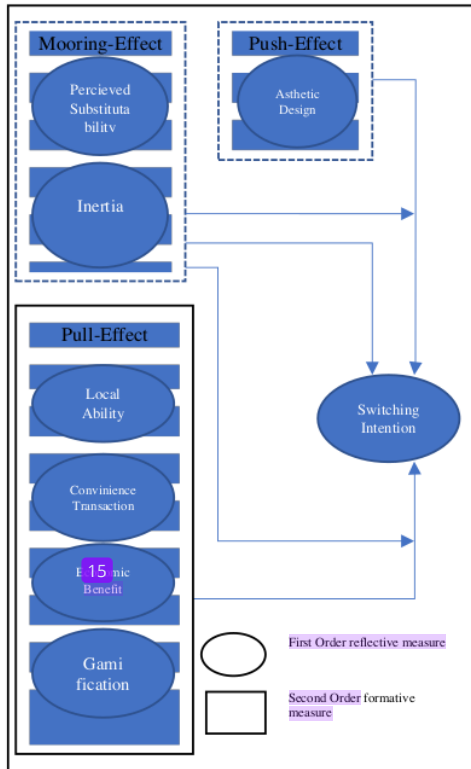 Mooring-Effect
Percieved
Substituta
bility
Inertia
Push-Effect
Asthetic
Design
Pull-Effect
Local
Ability
Convinience
Transaction
15
Benefit
Gami
fication
Switching
Intention
First Order reflective measure
Second Order formative
measure